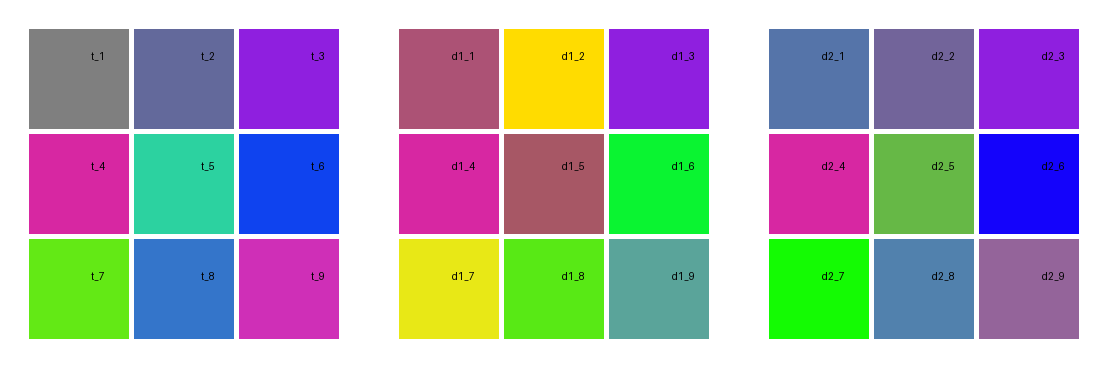 t_1 t_2 t_3 d1_1 d1_2 d1_3 d2_1 d2_2 d2_3
t_4 t_5 t_6 d1_4 d1_5 d1_6 d2_4 d2_5 d2_6
t_7 t_8 t_9 d1_7 d1_8 d1_9 d2_7 d2_8 d2_9